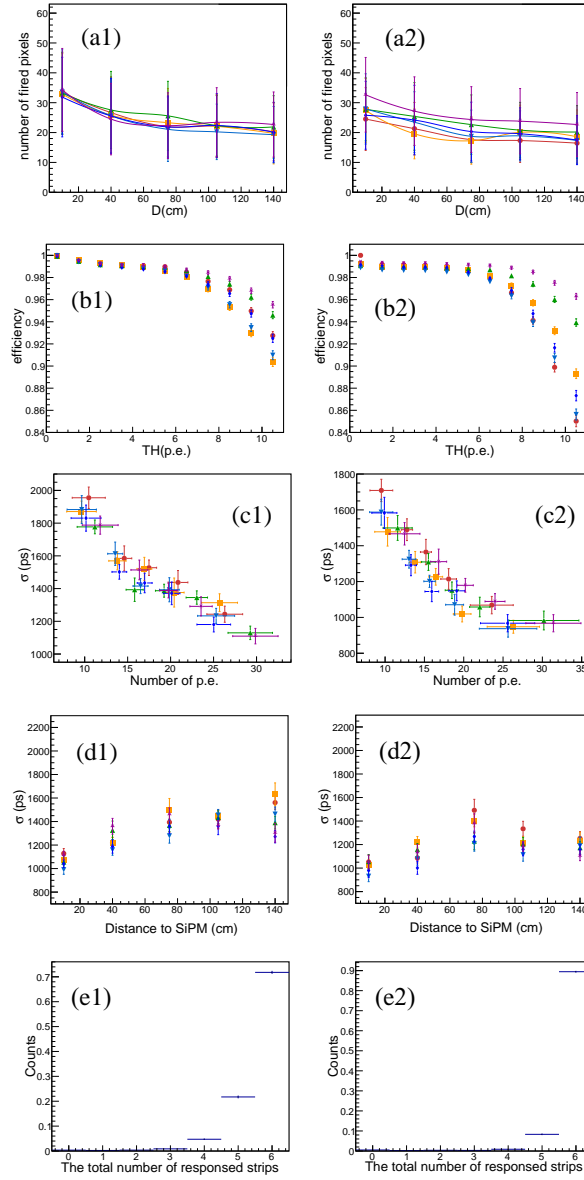 (a1)
number of fired pixels
60
50
40
30
20
10
0
0 20 40 60 80 100 120 140
D(cm)
(a2)
number of fired pixels
60
50
40
30
20
10
0
0 20 40 60 80 100 120 140
D(cm)
(b1)
efficiency
1
0.98
0.96
0.94
0.92
0.9
0.88
0.86
0.84
0 2 4 6 8 10
TH(p.e.)
(b2)
efficiency
1
0.98
0.96
0.94
0.92
0.9
0.88
0.86
0.84
0 2 4 6 8 10
TH(p.e.)
(c1)
σ (ps)
2000
1800
1600
1400
1200
1000
10 15 20 25 30
Number of p.e.
(c2)
σ (ps)
1800
1600
1400
1200
1000
800
10 15 20 25 30 35
Number of p.e.
(d1)
σ (ps)
2200
2000
1800
1600
1400
1200
1000
800
0 20 40 60 80 100 120 140
Distance to SiPM (cm)
(d2)
σ (ps)
2200
2000
1800
1600
1400
1200
1000
800
0 20 40 60 80 100 120 140
Distance to SiPM (cm)
(e1)
Counts
0.7
0.6
0.5
0.4
0.3
0.2
0.1
0
0 1 2 3 4 5 6
The total number of responsed strips
(e2)
Counts
0.9
0.8
0.7
0.6
0.5
0.4
0.3
0.2
0.1
0
0 1 2 3 4 5 6
The total number of responsed strips